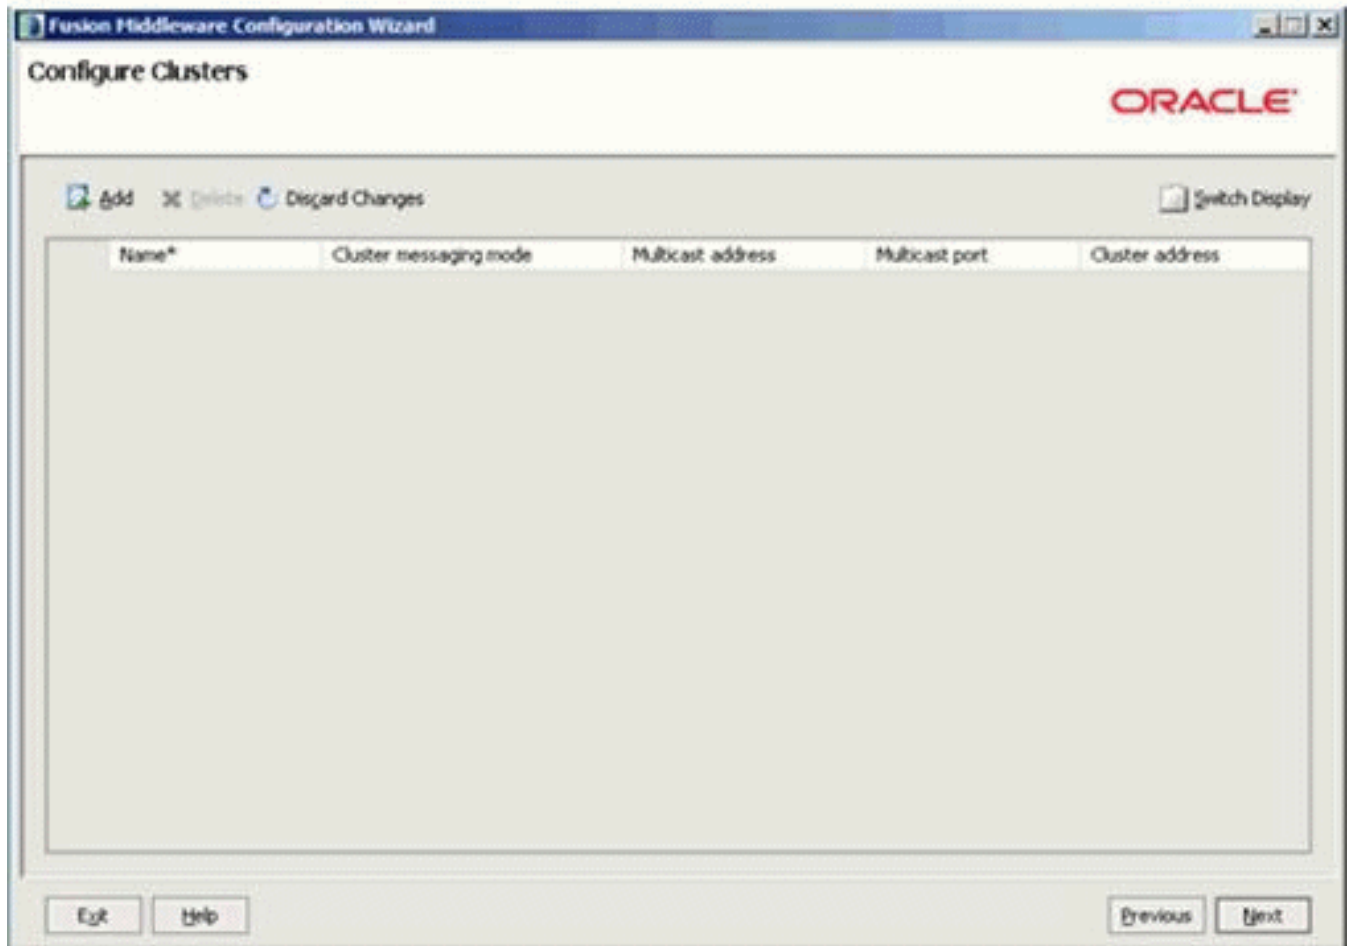 Fusion Middleware Configuration Wizard
Configure Clusters
ORACLE
Add Delete Discard Changes Switch Display
Name* Cluster messaging mode Multicast address Multicast port Cluster address
Exit Help Previous Next